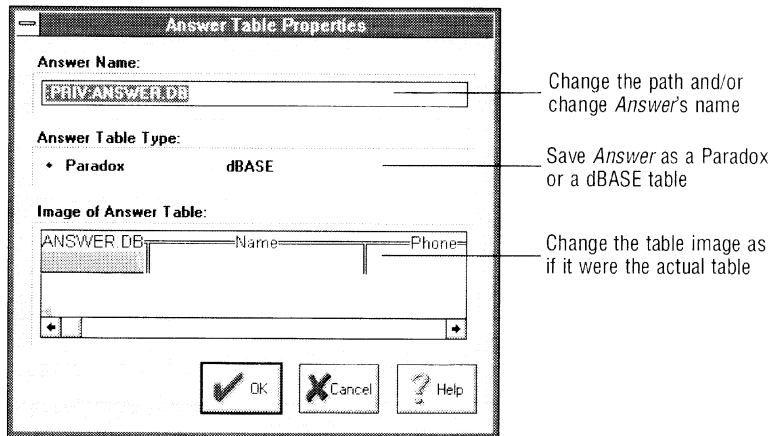 Answer Table Properties
Answer Name:
:PRIV:ANSWER.DB
Change the path and/or
change Answer's name
Answer Table Type:
Paradox dBASE
Save Answer as a Paradox
or a dBASE table
Image of Answer Table:
ANSWER.DB Name Phone
Change the table image as
if it were the actual table
OK Cancel Help